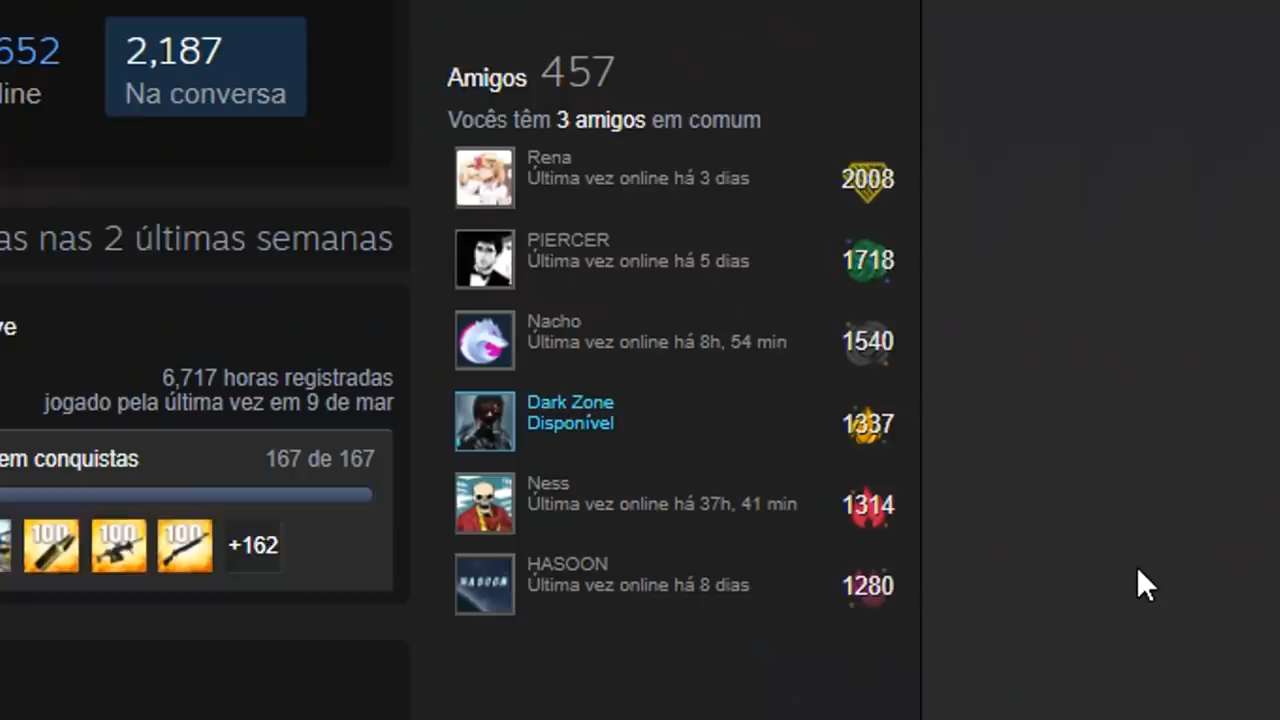 652
line
2,187
Na conversa
as nas 2 últimas semanas
ve
6,717 horas registradas
jogado pela última vez em 9 de mar
em conquistas 167 de 167
100 100 100 +162
Amigos 457
Vocês têm 3 amigos em comum
Rena
Última vez online há 3 dias
2008
PIERCER
Última vez online há 5 dias
1718
Nacho
Última vez online há 8h, 54 min
1540
Dark Zone
Disponível
1337
Ness
Última vez online há 37h, 41 min
1314
HASOON
HASOON
Última vez online há 8 dias
1280